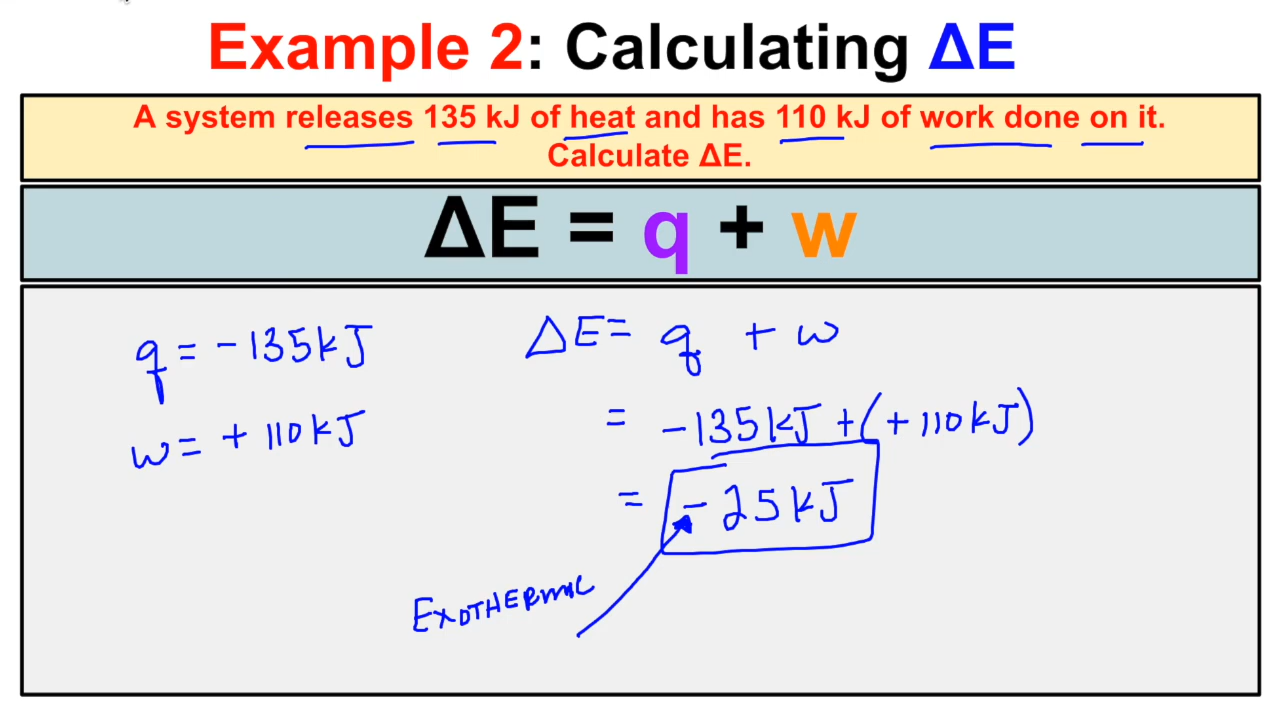 Example 2: Calculating ΔE
A system releases 135 kJ of heat and has 110 kJ of work done on it.
Calculate ΔE.
ΔE = q + w
q = -135kJ
w = + 110kJ
ΔE = q + w
= -135kJ + (+110kJ)
= -25kJ
EXOTHERMIC